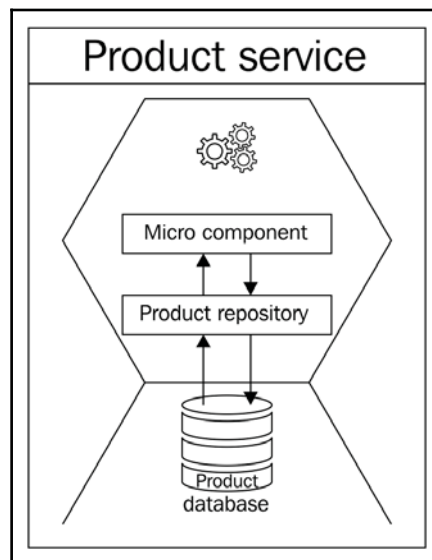 Product service
Micro component
Product repository
Product
database